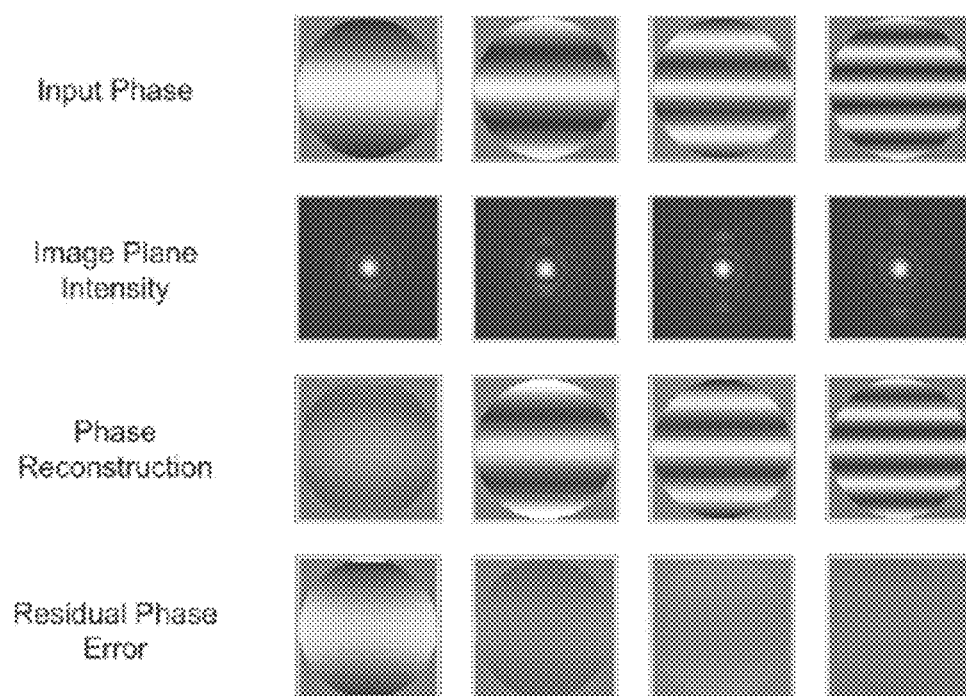 Input Phase
Image Plane
Intensity
Phase
Reconstruction
Residual Phase
Error